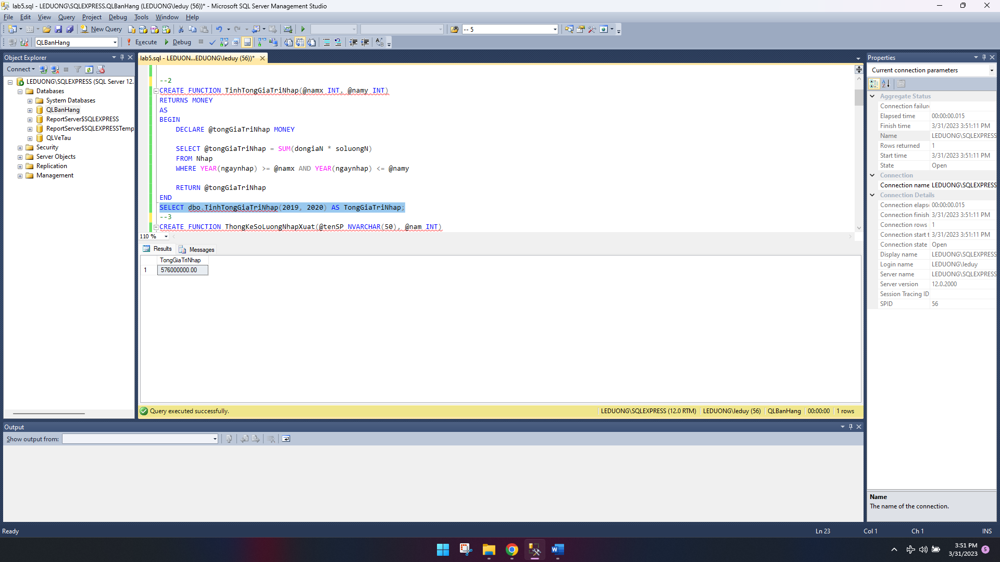 lab5.sql - LEDUONG\SQLEXPRESS.QLBanHang (LEDUONG\leduy (56))* - Microsoft SQL Server Management Studio
File Edit View Query Project Debug Tools Window Help
New Query
-- 5
QLBanHang
Execute
Debug
Object Explorer
Connect
LEDUONG\SQLEXPRESS (SQL Server 12.
Databases
System Databases
QLBanHang
ReportServer$SQLEXPRESS
ReportServer$SQLEXPRESSTemp
QLVeTau
Security
Server Objects
Replication
Management
lab5.sql - LEDUON...EDUONG\leduy (56))*
--2
CREATE FUNCTION TinhTongGiaTriNhap(@namx INT, @namy INT)
RETURNS MONEY
AS
BEGIN
DECLARE @tongGiaTriNhap MONEY
SELECT @tongGiaTriNhap = SUM(dongiaN * soluongN)
FROM Nhap
WHERE YEAR(ngaynhap) >= @namx AND YEAR(ngaynhap) <= @namy
RETURN @tongGiaTriNhap
END
SELECT dbo.TinhTongGiaTriNhap(2019, 2020) AS TongGiaTriNhap;
--3
CREATE FUNCTION ThongKeSoLuongNhapXuat(@tenSP NVARCHAR(50), @nam INT)
110 %
Results
Messages
TongGiaTriNhap
1 576000000.00
Query executed successfully.
LEDUONG\SQLEXPRESS (12.0 RTM) LEDUONG\leduy (56) QLBanHang 00:00:00 1 rows
Output
Show output from:
Properties
Current connection parameters
Aggregate Status
Connection failure
Elapsed time 00:00:00.015
Finish time 3/31/2023 3:51:11 PM
Name LEDUONG\SQLEXPRESS
Rows returned 1
Start time 3/31/2023 3:51:11 PM
State Open
Connection
Connection name LEDUONG\SQLEXPRESS
Connection Details
Connection elaps 00:00:00.015
Connection finish 3/31/2023 3:51:11 PM
Connection rows 1
Connection start t 3/31/2023 3:51:11 PM
Connection state Open
Display name LEDUONG\SQLEXPRESS
Login name LEDUONG\leduy
Server name LEDUONG\SQLEXPRESS
Server version 12.0.2000
Session Tracing ID
SPID 56
Name
The name of the connection.
Ready
Ln 23 Col 1 Ch 1 INS
3:51 PM
3/31/2023
5